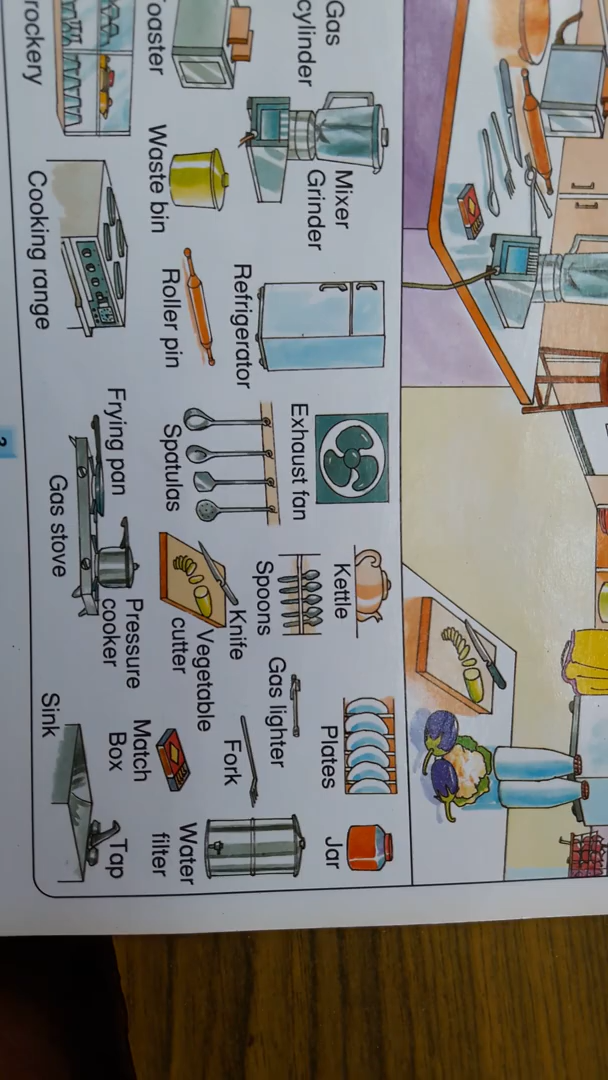 Gas
cylinder
Mixer
Grinder
Refrigerator
Exhaust fan
Kettle
Spoons
Plates
Jar
Gas lighter
oaster
Waste bin
Roller pin
Spatulas
Knife
Vegetable
cutter
Fork
Water
filter
rockery
Cooking range
Frying pan
Gas stove
Pressure
cooker
Match
Box
Sink
Tap